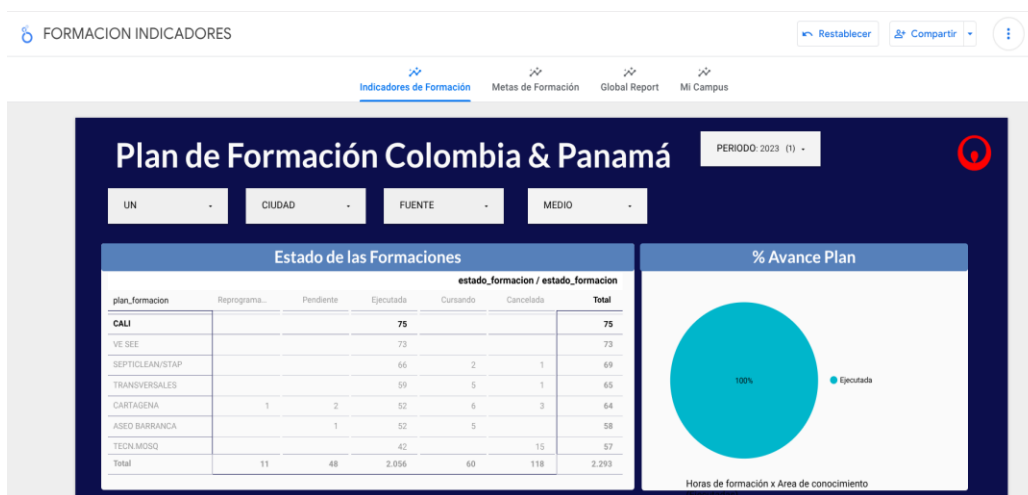 FORMACION INDICADORES
Restablecer
Compartir
Indicadores de Formación Metas de Formación Global Report Mi Campus
Plan de Formación Colombia & Panamá
PERIODO: 2023 (1)
UN CIUDAD FUENTE MEDIO
Estado de las Formaciones
estado_formacion / estado_formacion
plan_formacion Reprograma... Pendiente Ejecutada Cursando Cancelada Total
CALI 75 75
VE SEE 73 73
SEPTICLEAN/STAP 66 2 1 69
TRANSVERSALES 59 5 1 65
CARTAGENA 1 2 52 6 3 64
ASEO BARRANCA 1 52 5 58
TECN.MOSQ 42 15 57
Total 11 48 2.056 60 118 2.293
% Avance Plan
100%
Ejecutada
Horas de formación x Area de conocimiento